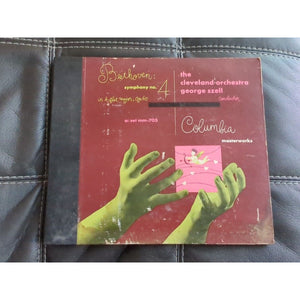 Beethoven:
symphony no. 4
in b flat major, op. 60
the
cleveland-orchestra
george szell
conductor
m set mm-705
Columbia
masterworks